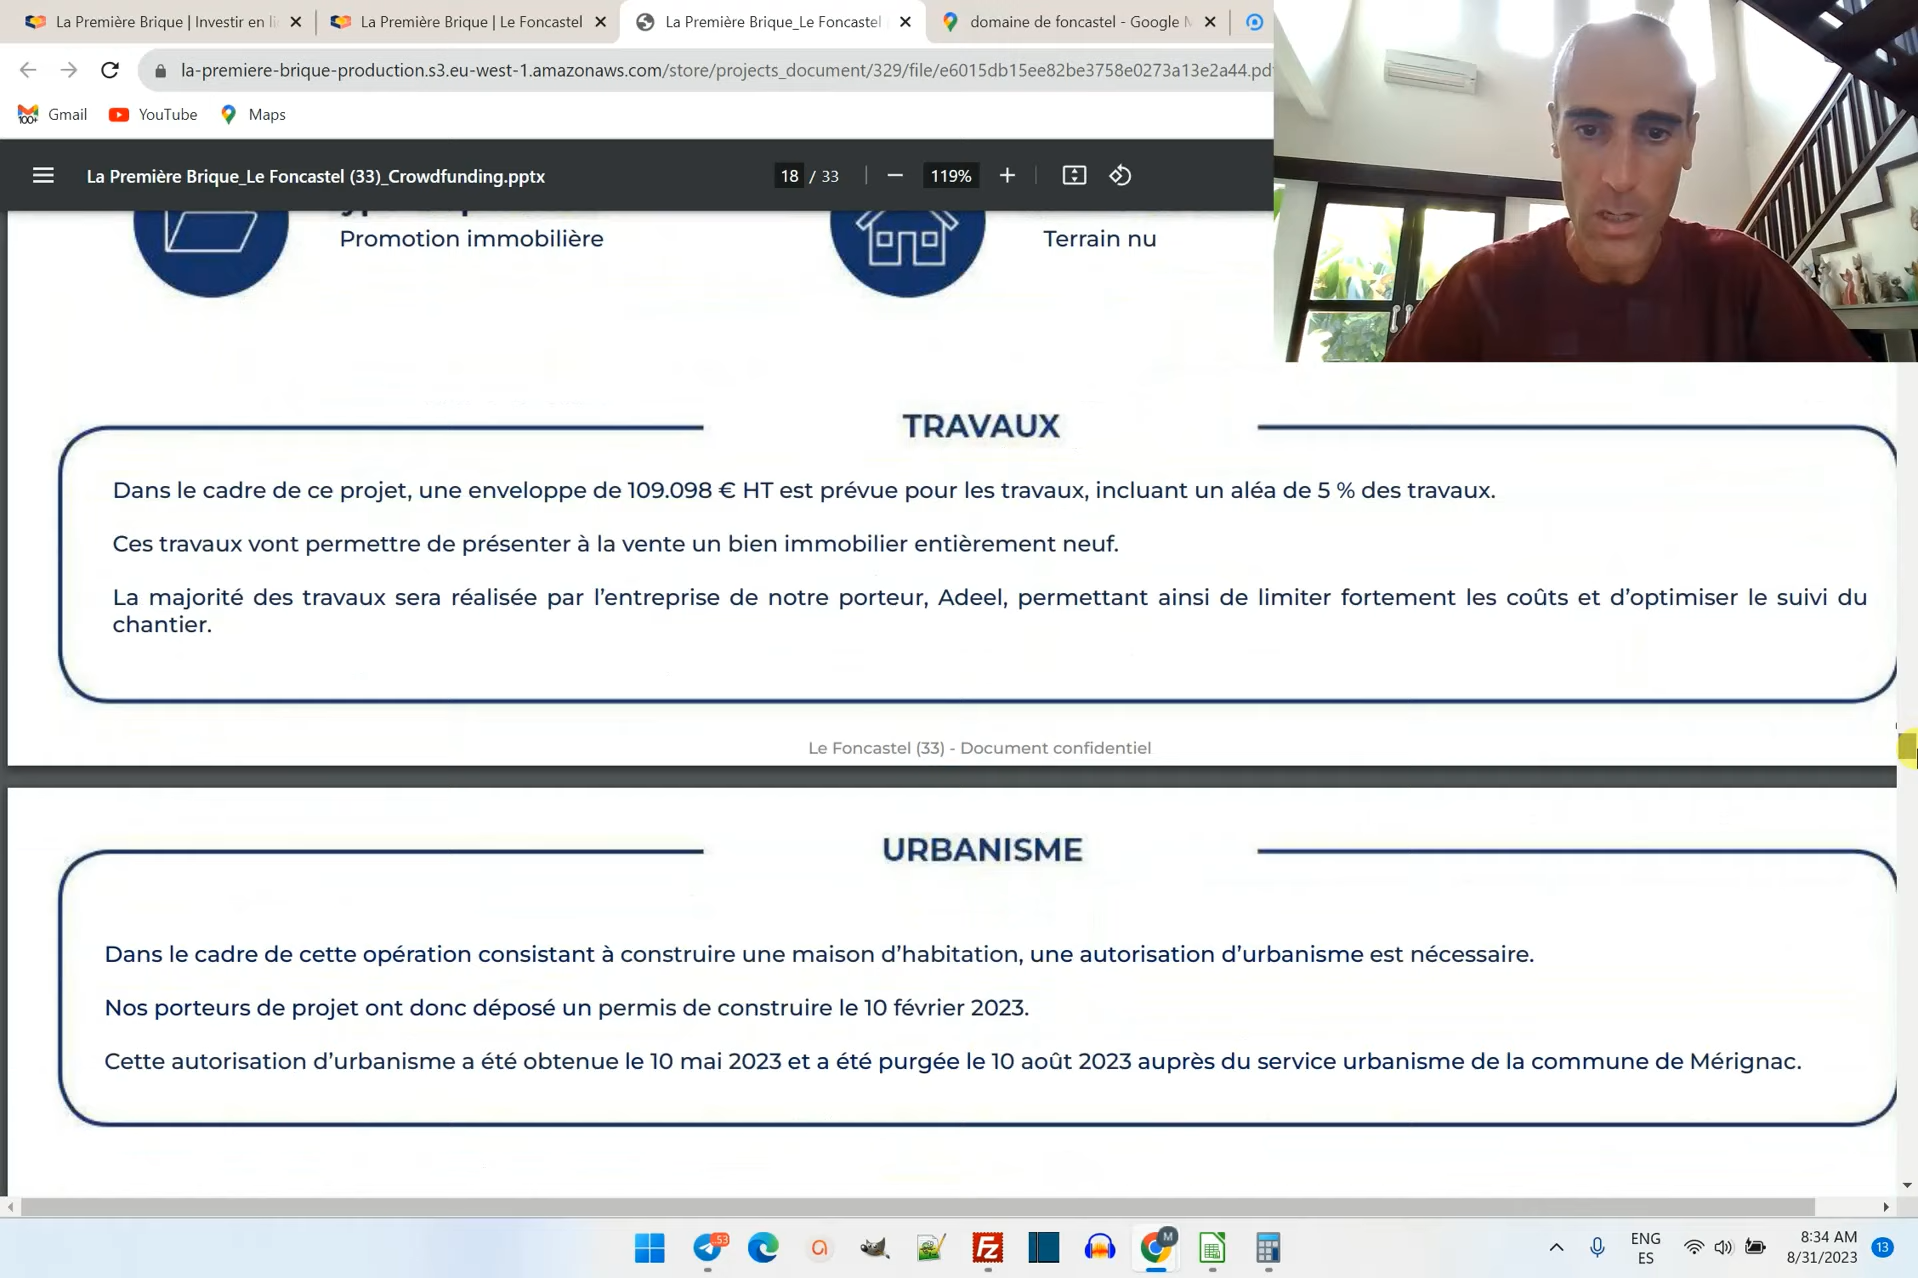 La Première Brique | Investir en li
La Première Brique | Le Foncastel
La Première Brique_Le Foncastel
domaine de foncastel - Google M
la-premiere-brique-production.s3.eu-west-1.amazonaws.com/store/projects_document/329/file/e6015db15ee82be3758e0273a13e2a44.pd
100+
Gmail
YouTube
Maps
La Première Brique_Le Foncastel (33)_Crowdfunding.pptx
18 / 33
119%
Promotion immobilière
Terrain nu
TRAVAUX
Dans le cadre de ce projet, une enveloppe de 109.098 € HT est prévue pour les travaux, incluant un aléa de 5 % des travaux.
Ces travaux vont permettre de présenter à la vente un bien immobilier entièrement neuf.
La majorité des travaux sera réalisée par l'entreprise de notre porteur, Adeel, permettant ainsi de limiter fortement les coûts et d'optimiser le suivi du
chantier.
Le Foncastel (33) - Document confidentiel
URBANISME
Dans le cadre de cette opération consistant à construire une maison d'habitation, une autorisation d'urbanisme est nécessaire.
Nos porteurs de projet ont donc déposé un permis de construire le 10 février 2023.
Cette autorisation d'urbanisme a été obtenue le 10 mai 2023 et a été purgée le 10 août 2023 auprès du service urbanisme de la commune de Mérignac.
53
Fz
M
ENG
ES
8:34 AM
8/31/2023
13